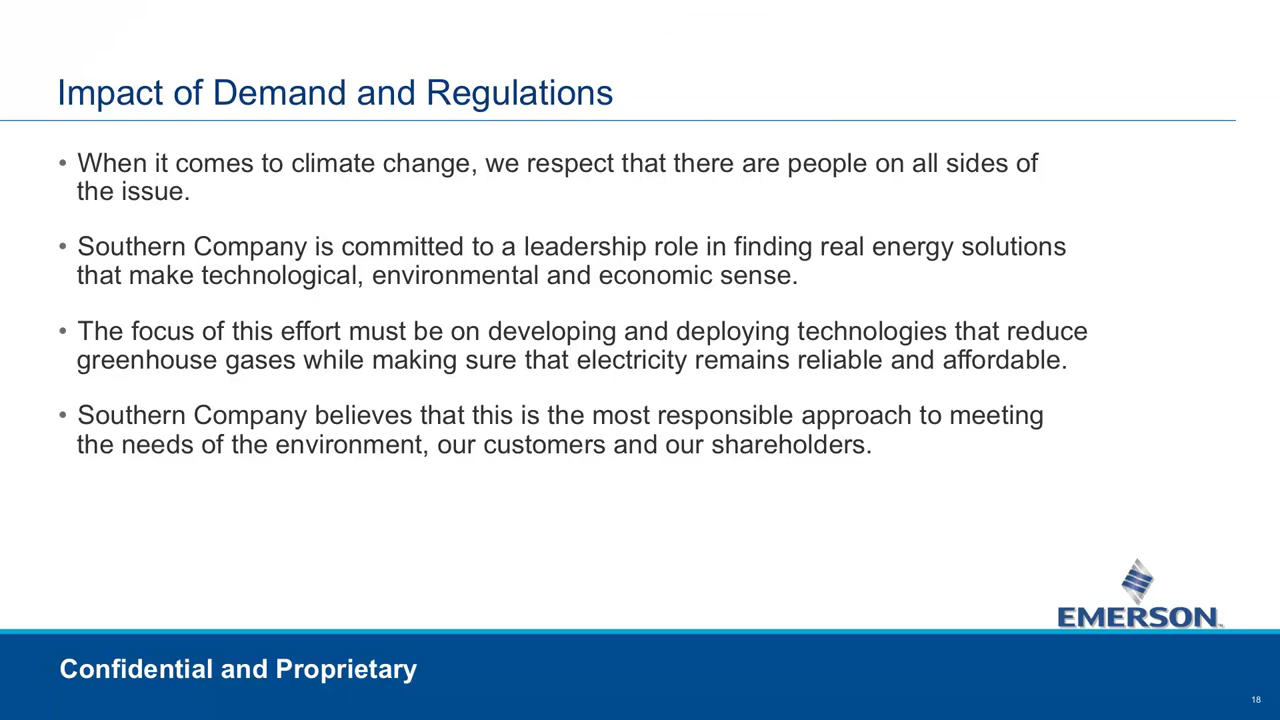 Impact of Demand and Regulations
• When it comes to climate change, we respect that there are people on all sides of
the issue.
• Southern Company is committed to a leadership role in finding real energy solutions
that make technological, environmental and economic sense.
• The focus of this effort must be on developing and deploying technologies that reduce
greenhouse gases while making sure that electricity remains reliable and affordable.
• Southern Company believes that this is the most responsible approach to meeting
the needs of the environment, our customers and our shareholders.
EMERSON
Confidential and Proprietary
18